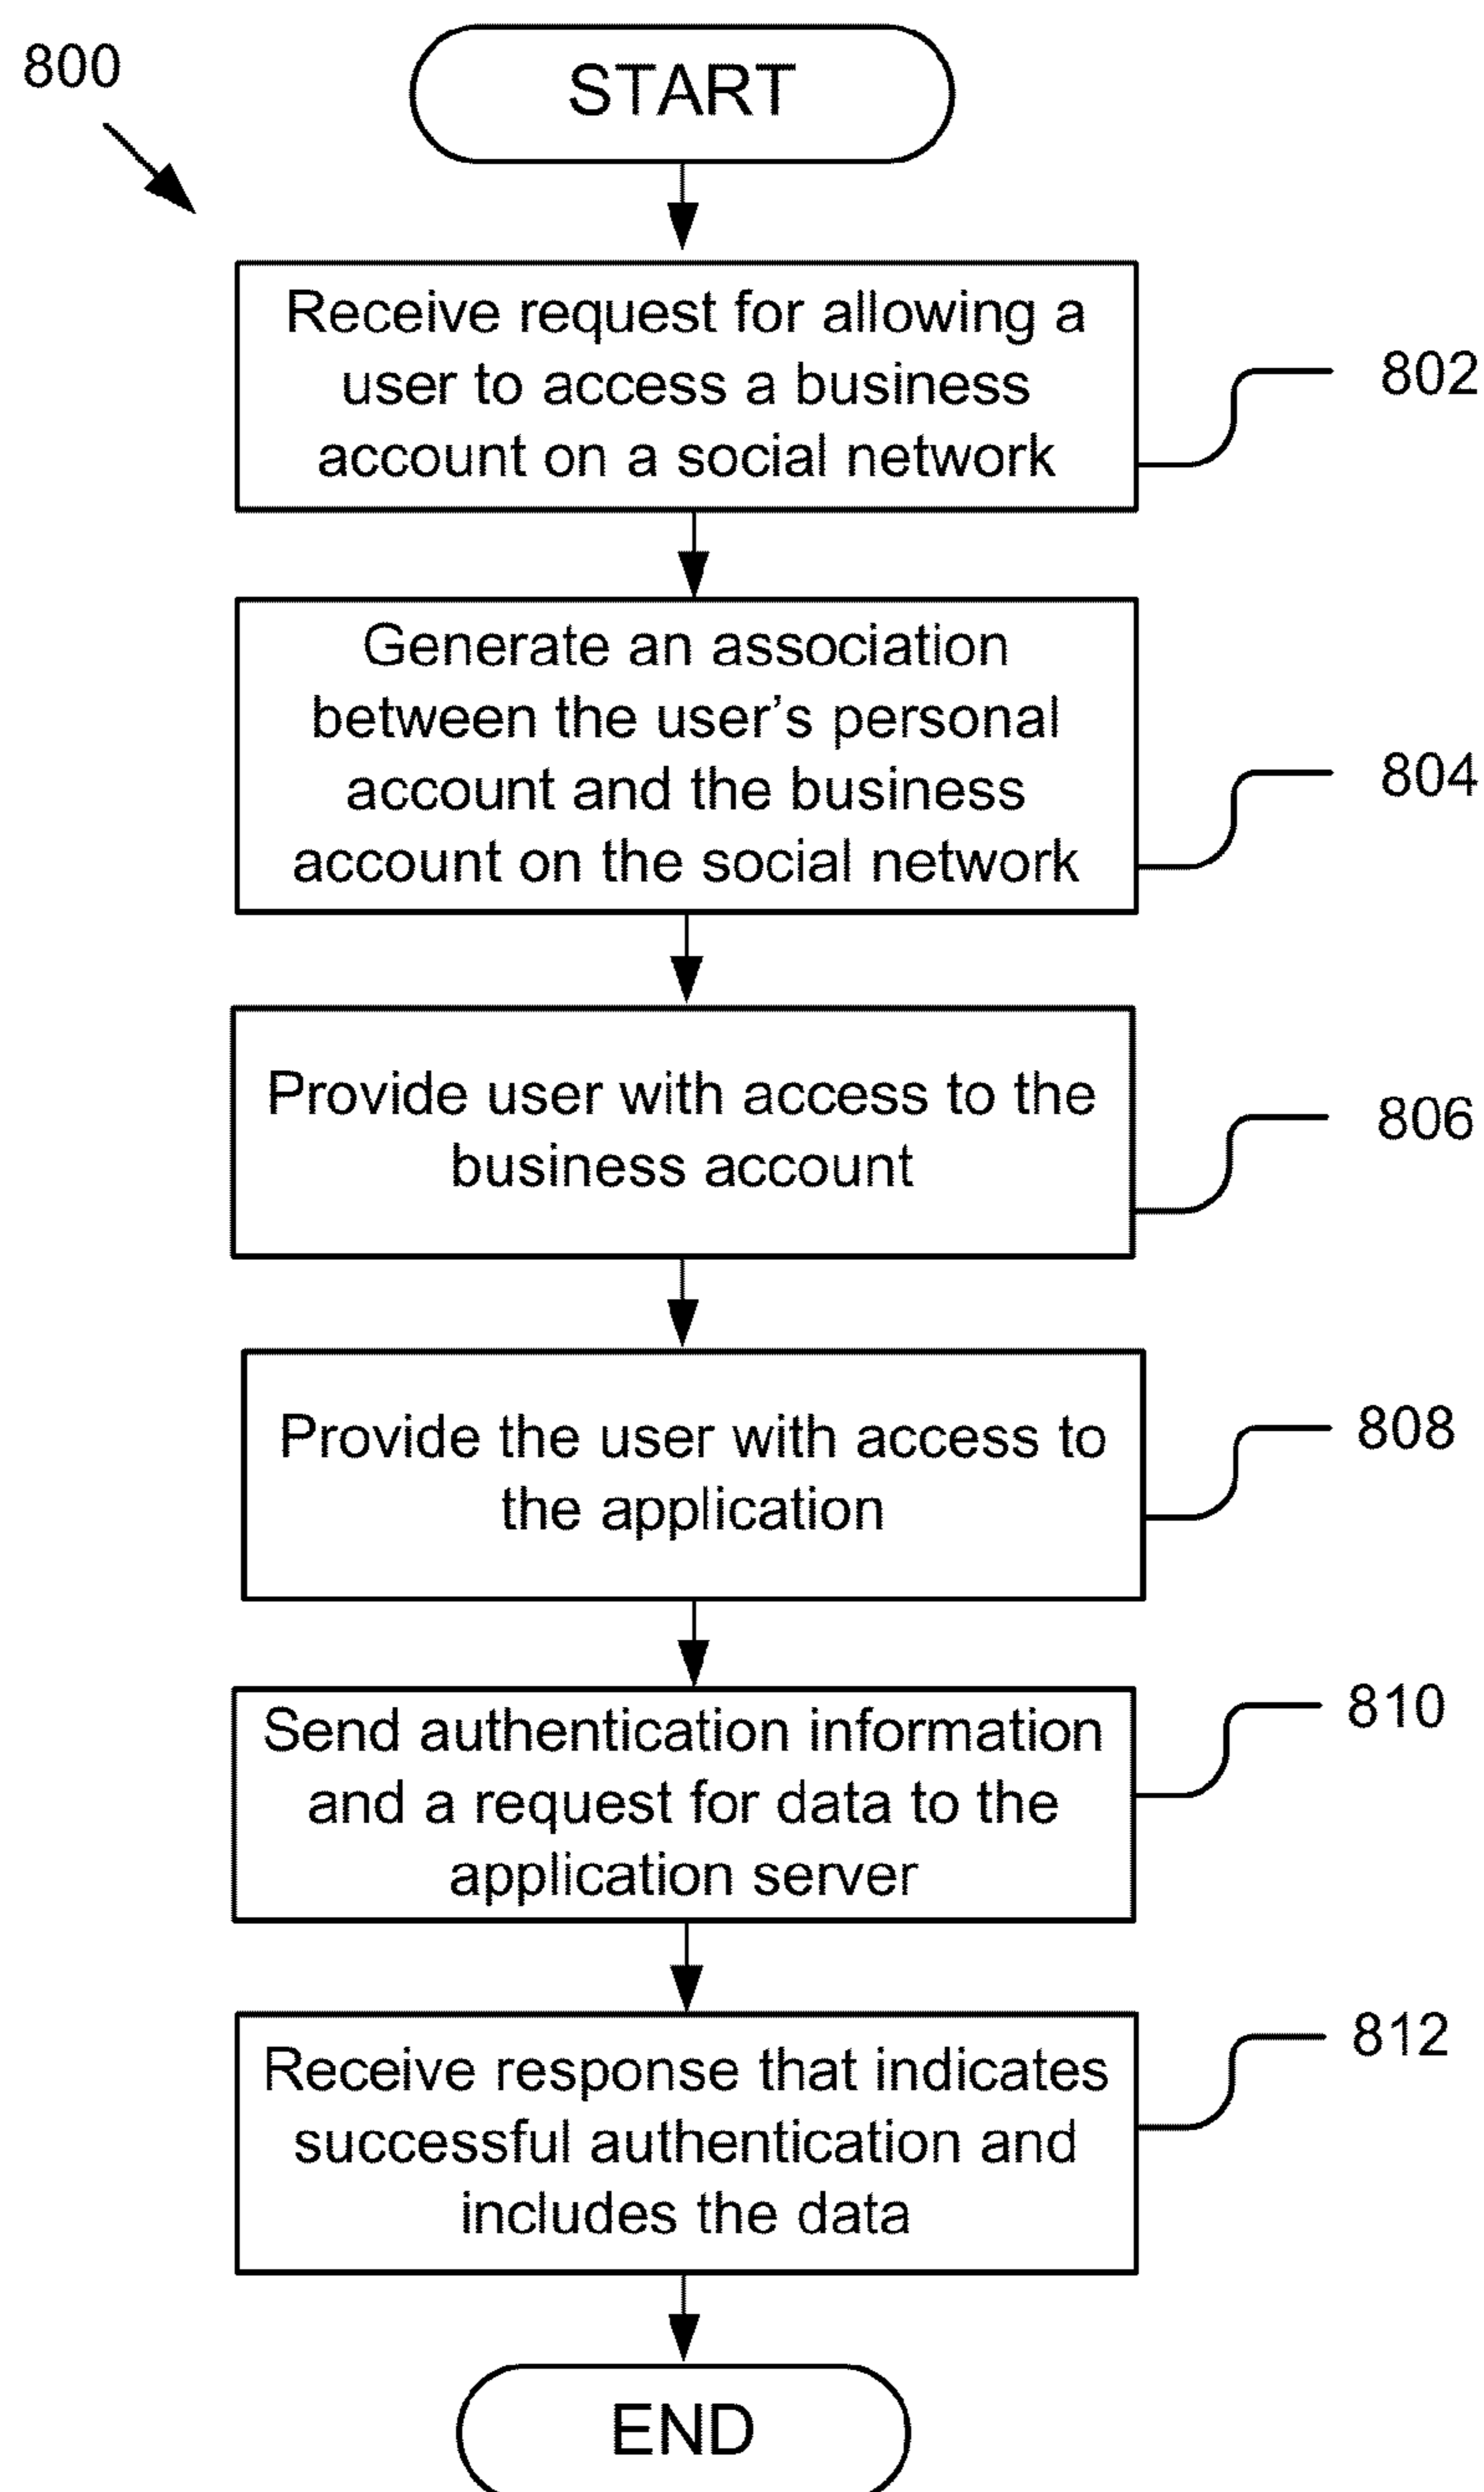 800
START
Receive request for allowing a
user to access a business
account on a social network
802
Generate an association
between the user's personal
account and the business
account on the social network
804
Provide user with access to the
business account
806
Provide the user with access to
the application
808
Send authentication information
and a request for data to the
application server
810
Receive response that indicates
successful authentication and
includes the data
812
END